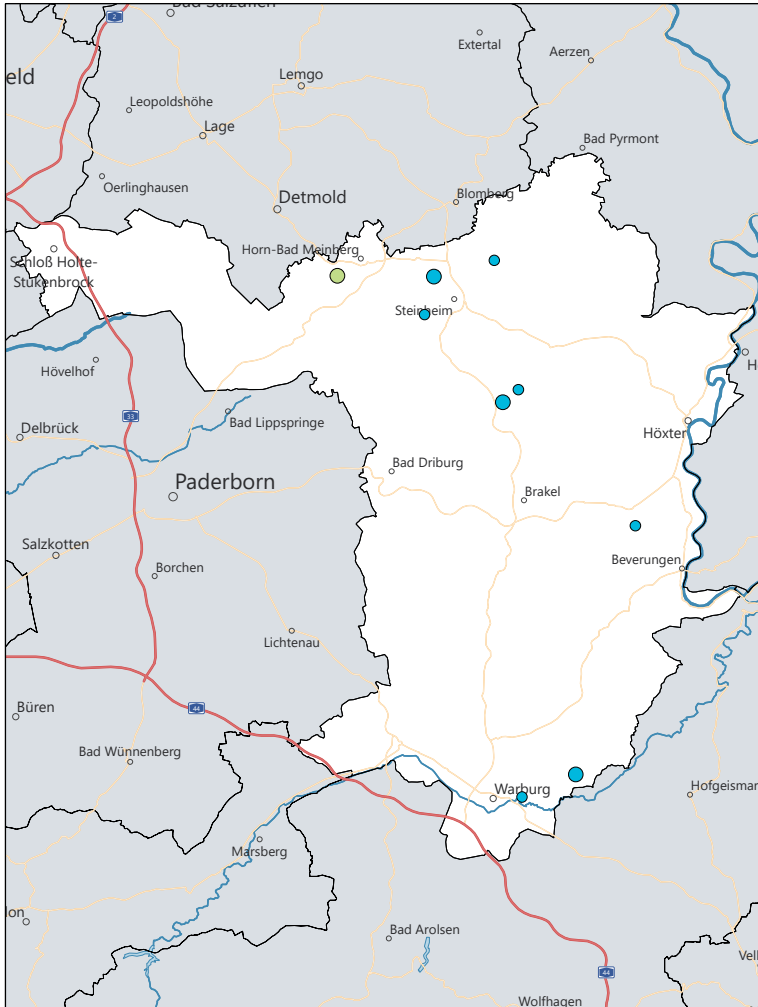 Bad Salzuflen
2
Extertal
Aerzen
eld
Lemgo
Leopoldshöhe
Lage
Bad Pyrmont
Oerlinghausen
Detmold
Blomberg
Horn-Bad Meinberg
Schloß Holte-
Stukenbrock
Steinheim
Hövelhof
H
33
Bad Lippspringe
Delbrück
Höxter
Bad Driburg
Paderborn
Brakel
Salzkotten
Beverungen
Borchen
Lichtenau
44
Büren
Bad Wünnenberg
Warburg
Hofgeismar
Marsberg
lon
Bad Arolsen
Vell
44
Wolfhagen